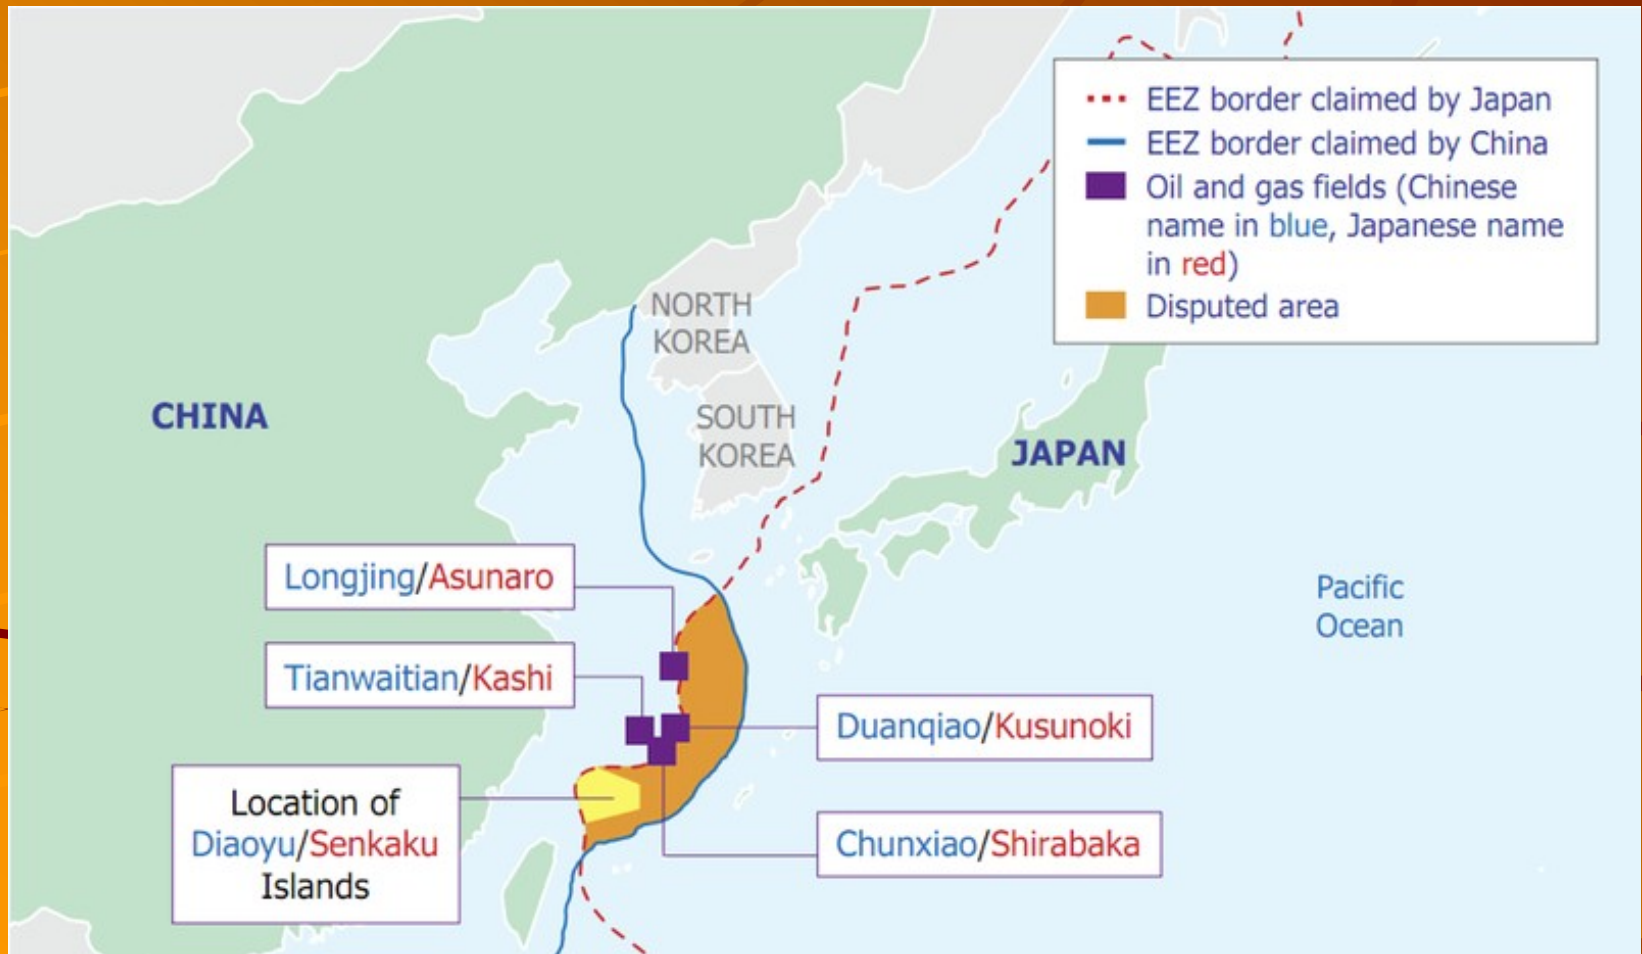 EEZ border claimed by Japan
EEZ border claimed by China
Oil and gas fields (Chinese
name in blue, Japanese name
in red)
Disputed area
NORTH
KOREA
CHINA
SOUTH
KOREA
JAPAN
Longjing/Asunaro
Pacific
Ocean
Tianwaitian/Kashi
Duanqiao/Kusunoki
Location of
Diaoyu/Senkaku
Islands
Chunxiao/Shirabaka